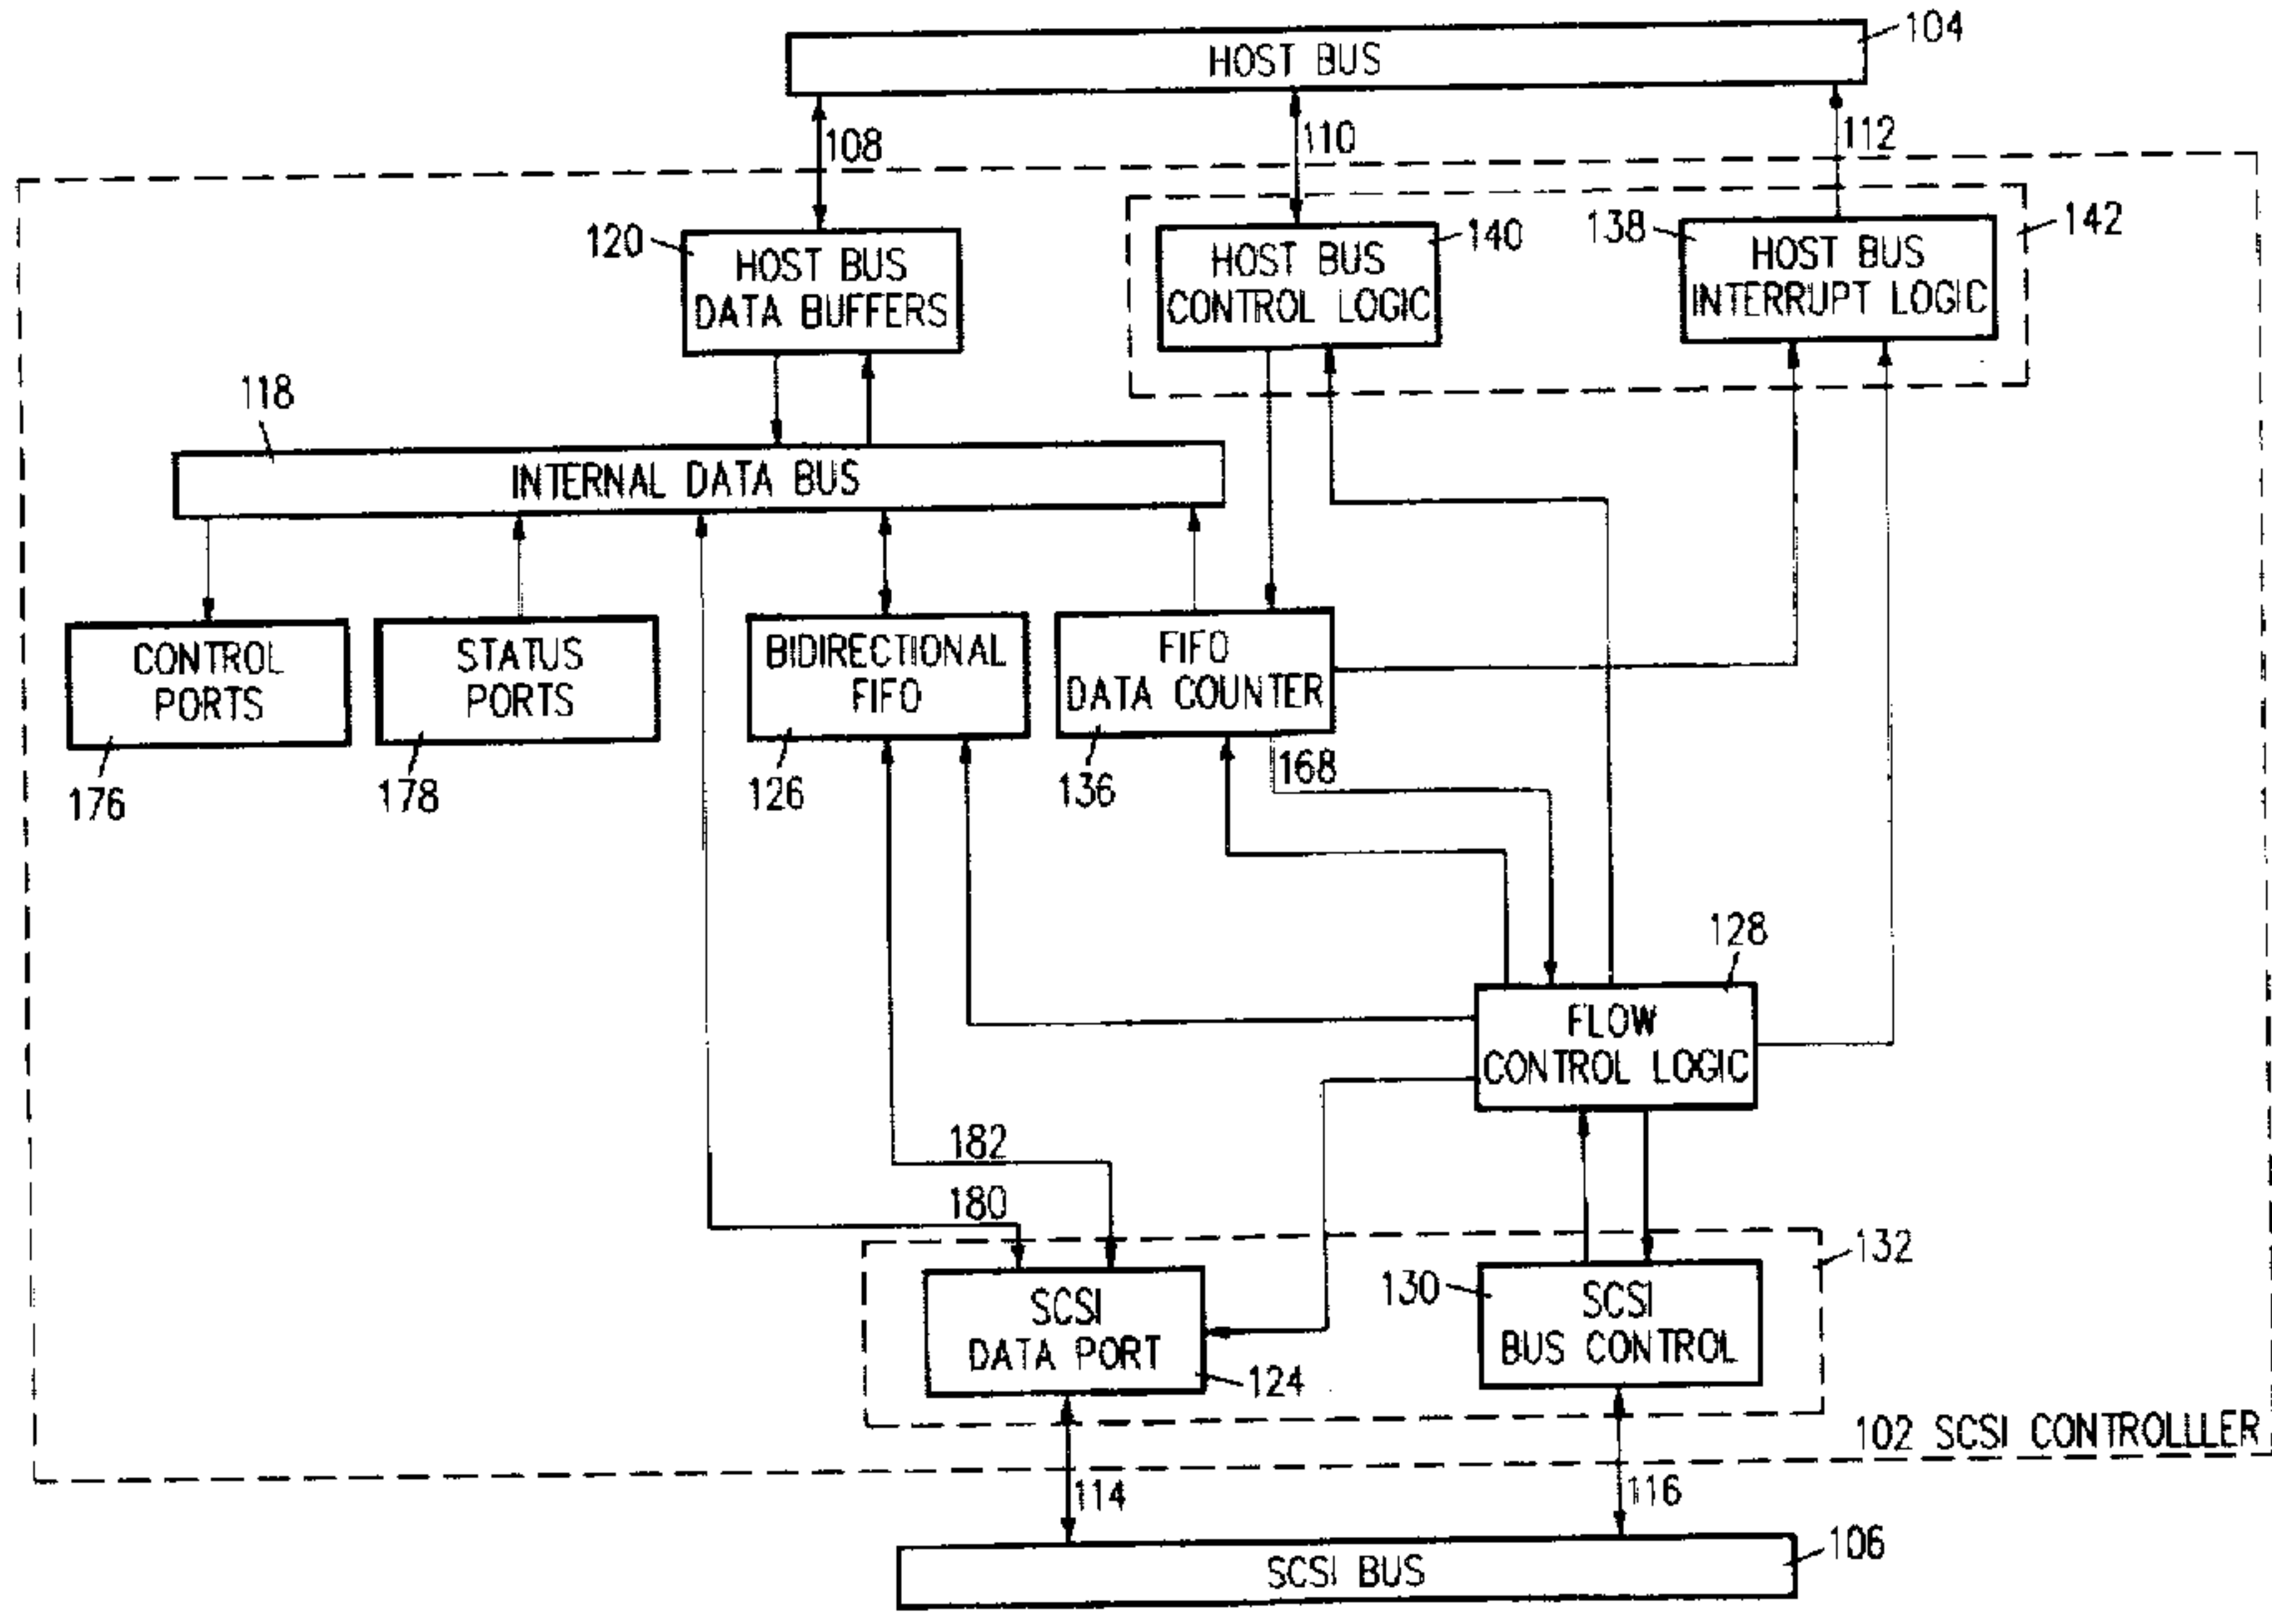 104
HOST BUS
108
110
112
120
HOST BUS
DATA BUFFERS
HOST BUS
CONTROL LOGIC
140
138
HOST BUS
INTERRUPT LOGIC
142
118
INTERNAL DATA BUS
CONTROL
PORTS
STATUS
PORTS
BIDIRECTIONAL
FIFO
FIFO
DATA COUNTER
176
178
126
136
168
128
FLOW
CONTROL LOGIC
182
180
132
SCSI
DATA PORT
124
130
SCSI
BUS CONTROL
102 SCSI CONTROLLLER
114
116
SCSI BUS
106